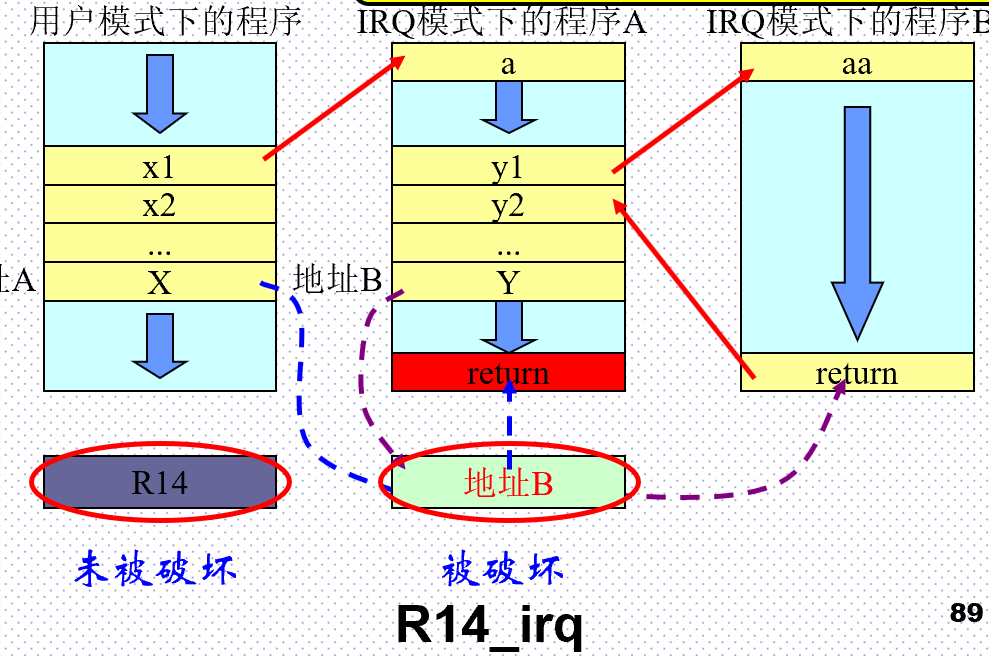 用户模式下的程序
IRQ模式下的程序A
IRQ模式下的程序B
a
aa
x1
y1
x2
y2
...
...
址A
X
地址B
Y
return
return
R14
地址B
未被破坏
被破坏
R14_irq
89